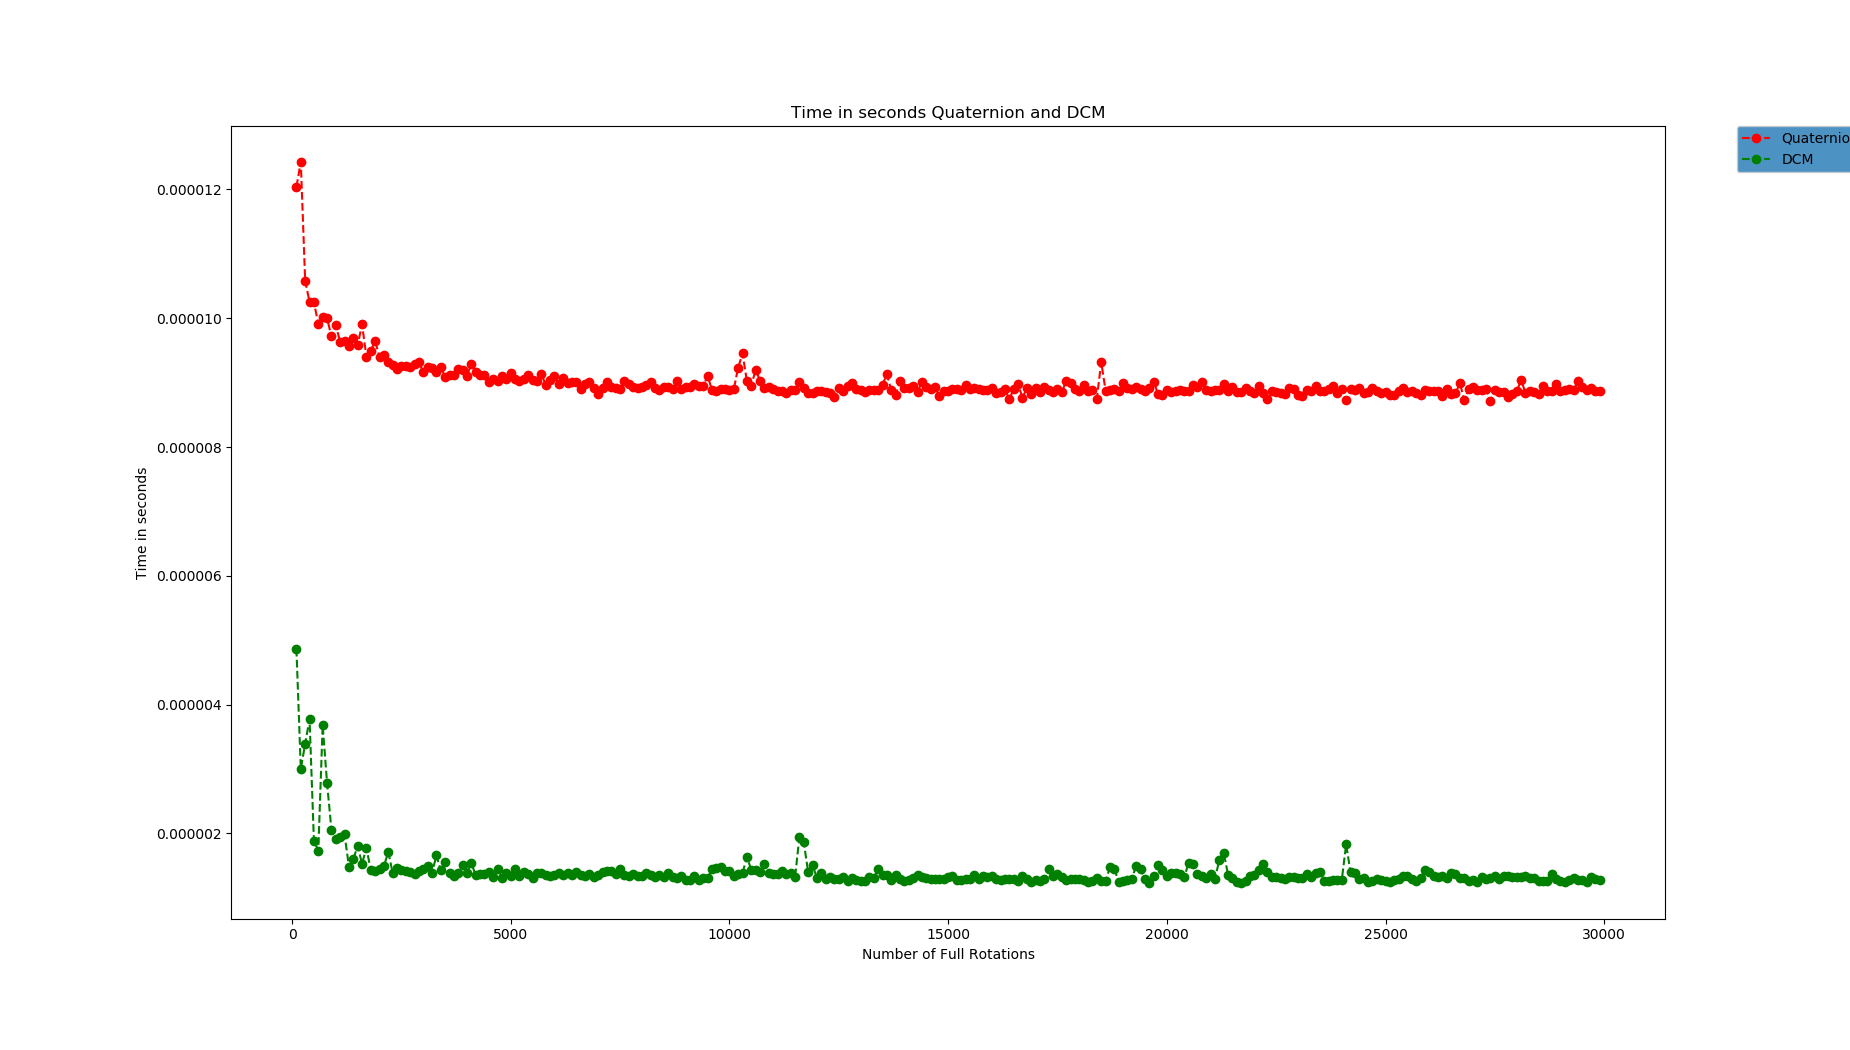 Time in seconds Quaternion and DCM
Quaternio
DCM
0.000012
0.000010
0.000008
0.000006
0.000004
0.000002
Time in seconds
0 5000 10000 15000 20000 25000 30000
Number of Full Rotations